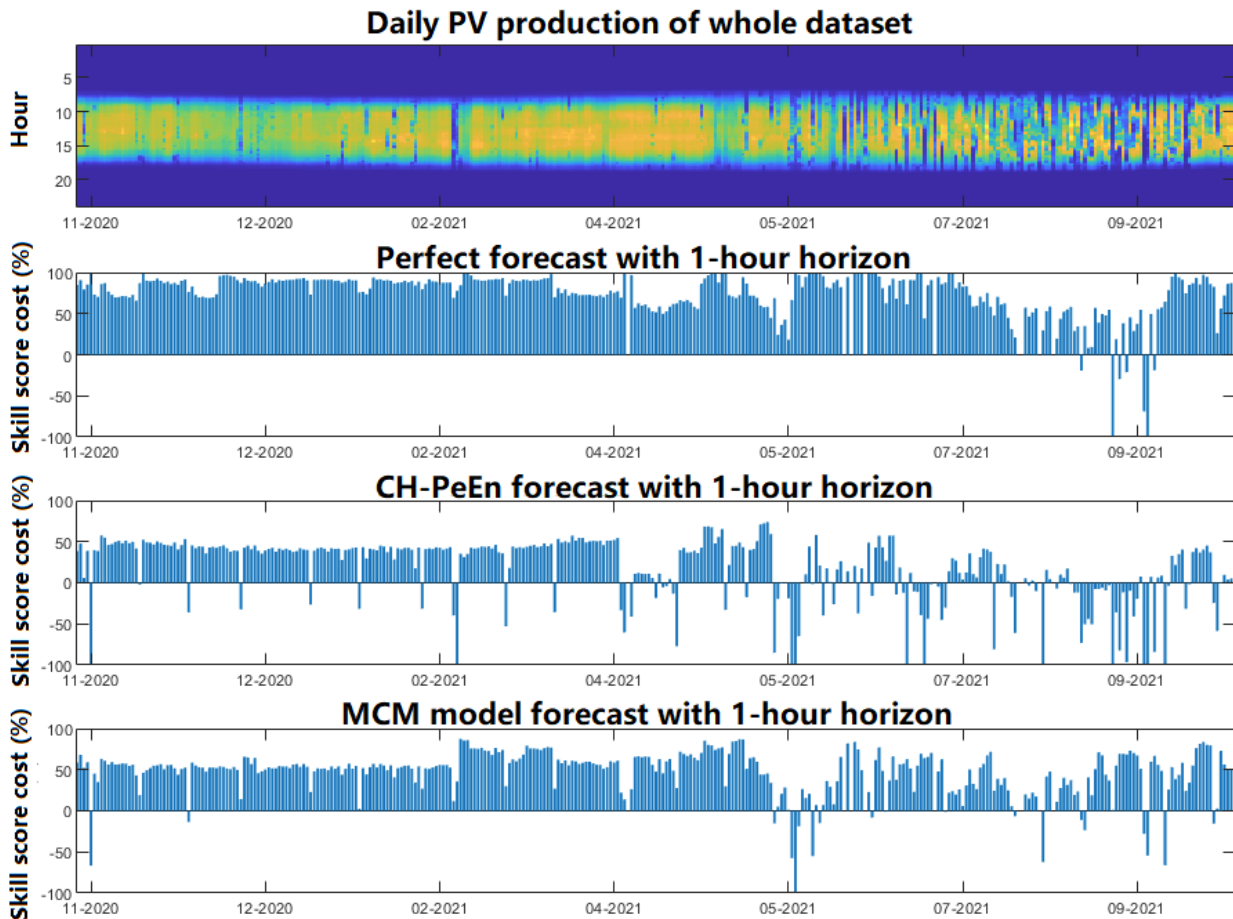 Daily PV production of whole dataset
Hour
5
10
15
20
11-2020 12-2020 02-2021 04-2021 05-2021 07-2021 09-2021
Perfect forecast with 1-hour horizon
Skill score cost (%)
100
50
0
-50
-100
11-2020 12-2020 02-2021 04-2021 05-2021 07-2021 09-2021
CH-PeEn forecast with 1-hour horizon
Skill score cost (%)
100
50
0
-50
-100
11-2020 12-2020 02-2021 04-2021 05-2021 07-2021 09-2021
MCM model forecast with 1-hour horizon
Skill score cost (%)
100
50
0
-50
-100
11-2020 12-2020 02-2021 04-2021 05-2021 07-2021 09-2021